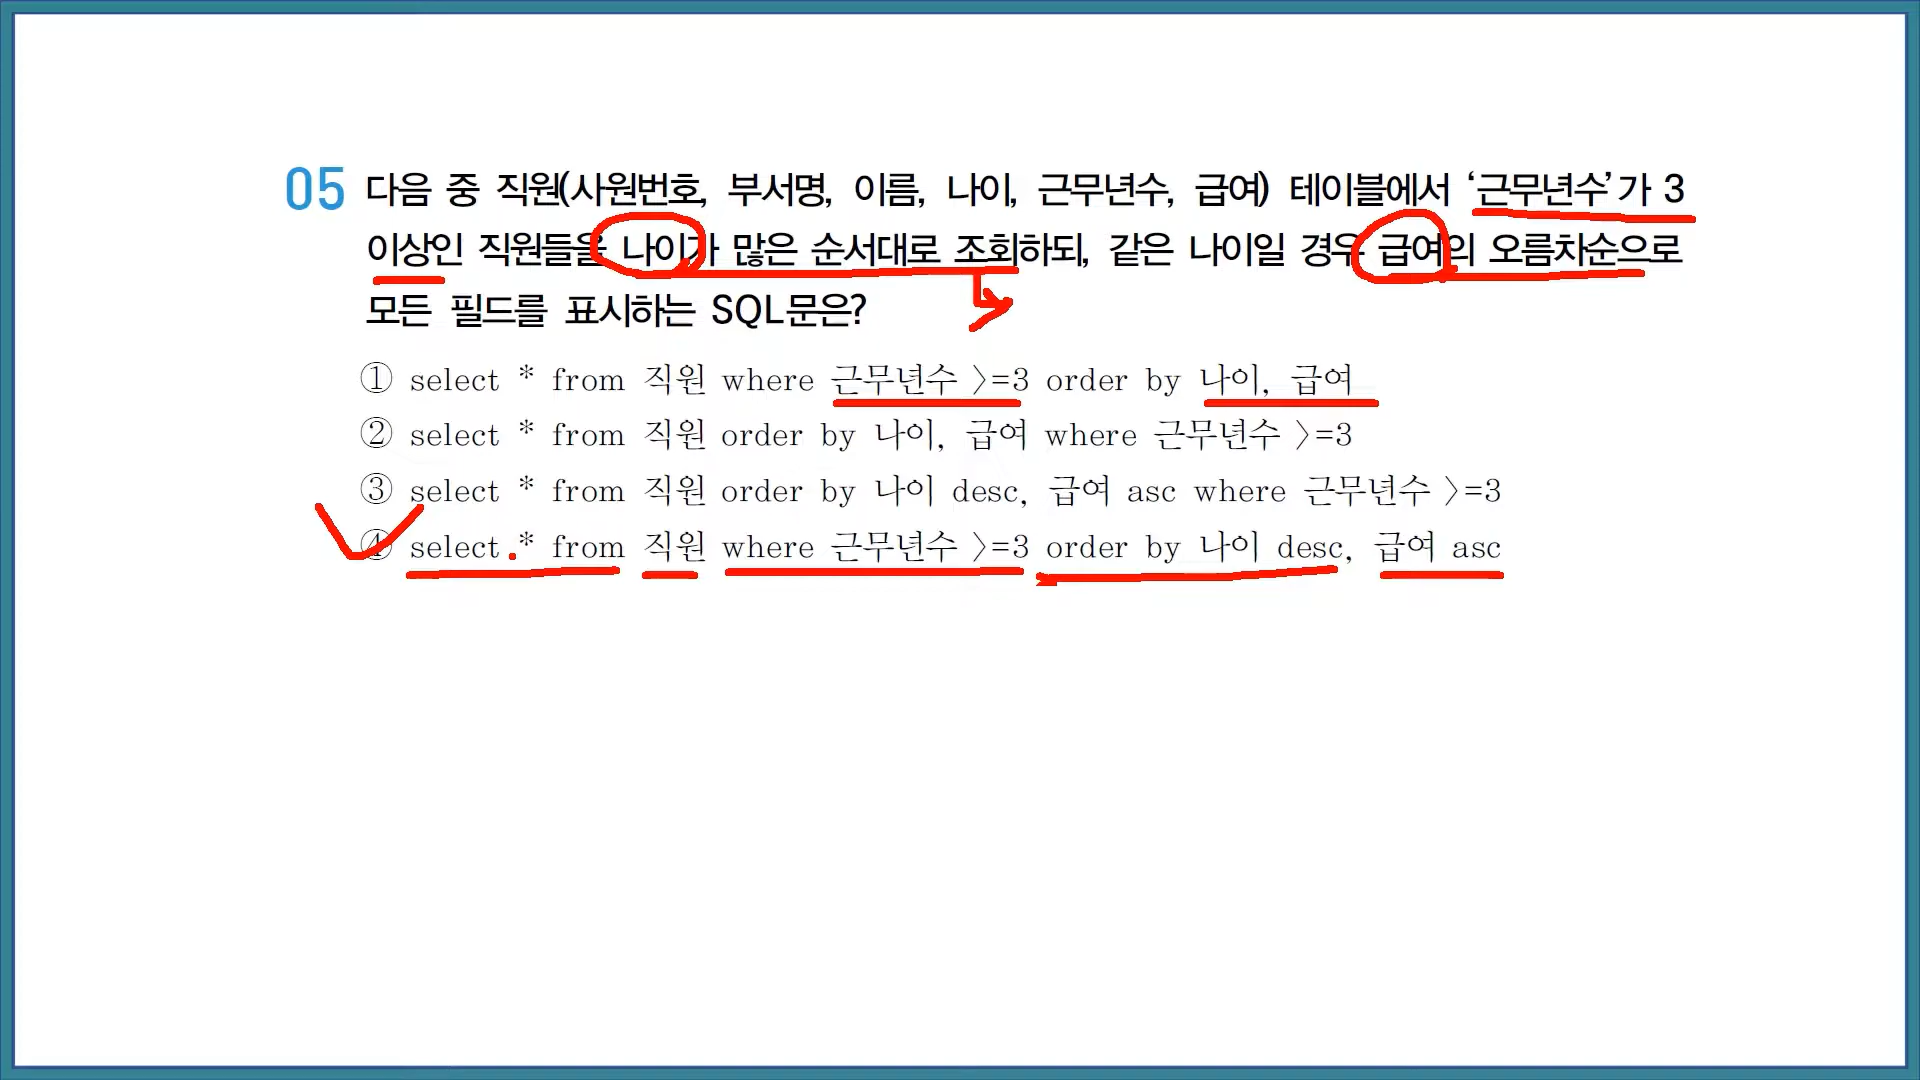 05 다음 중 직원(사원번호, 부서명, 이름, 나이, 근무년수, 급여) 테이블에서 ‘근무년수’가 3
이상인 직원들을 나이가 많은 순서대로 조회하되, 같은 나이일 경우 급여의 오름차순으로
모든 필드를 표시하는 SQL문은?
① select * from 직원 where 근무년수 >=3 order by 나이, 급여
② select * from 직원 order by 나이, 급여 where 근무년수 >=3
③ select * from 직원 order by 나이 desc, 급여 asc where 근무년수 >=3
④ select * from 직원 where 근무년수 >=3 order by 나이 desc, 급여 asc